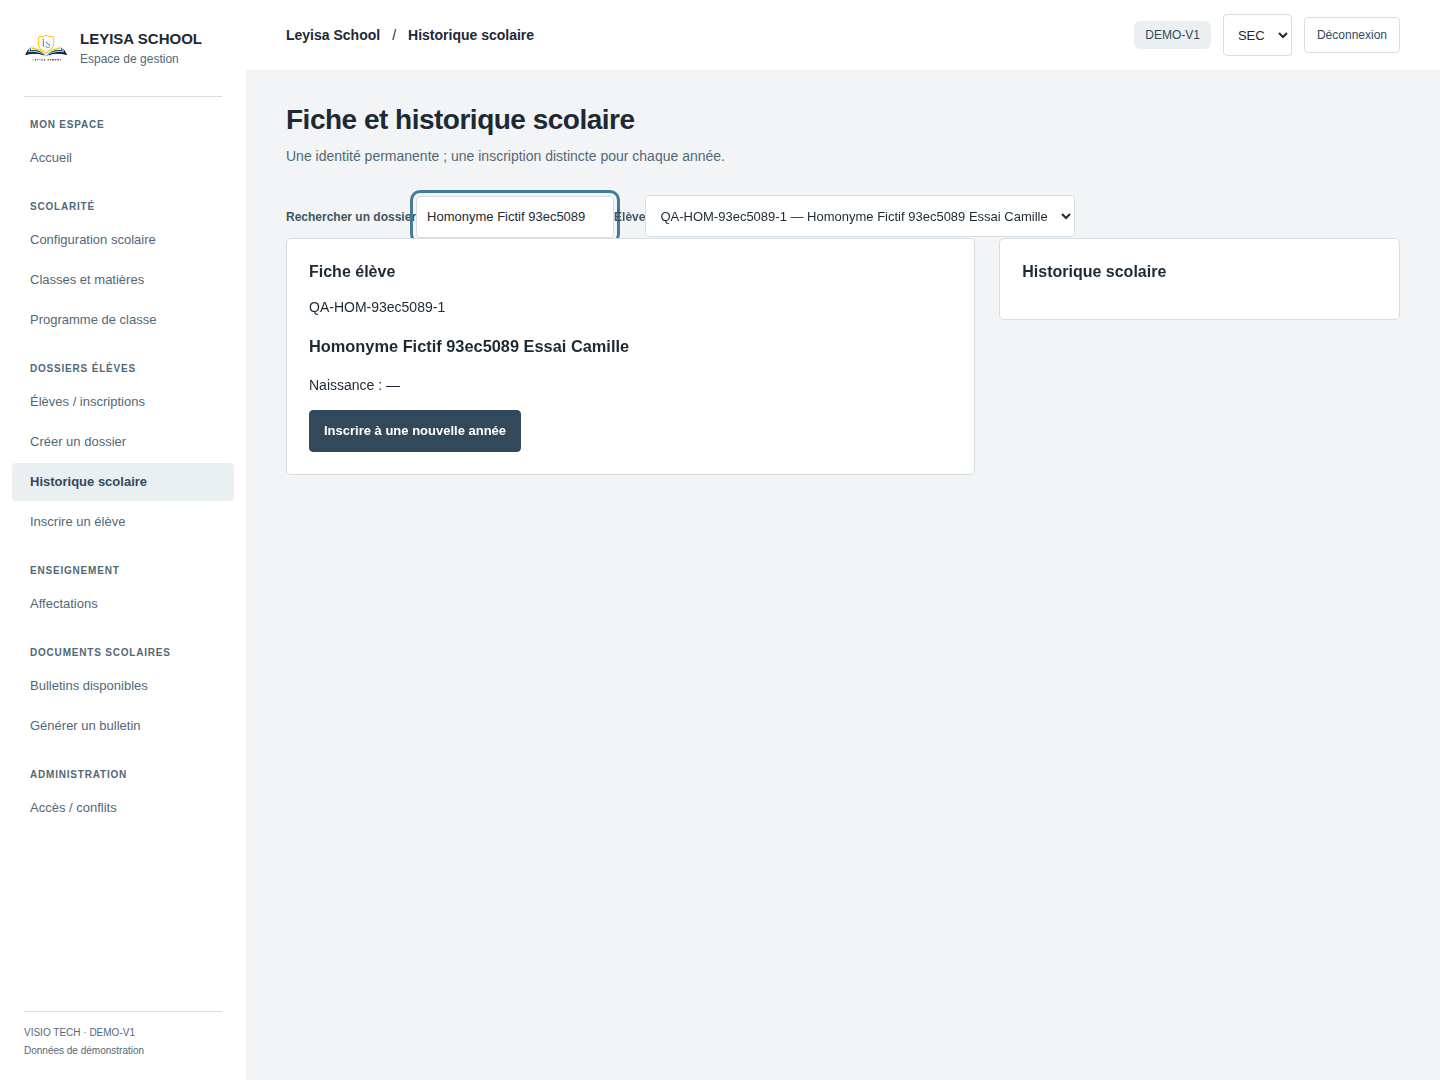 LEYISA SCHOOL
Espace de gestion
MON ESPACE
Accueil
SCOLARITÉ
Configuration scolaire
Classes et matières
Programme de classe
DOSSIERS ÉLÈVES
Élèves / inscriptions
Créer un dossier
Historique scolaire
Inscrire un élève
ENSEIGNEMENT
Affectations
DOCUMENTS SCOLAIRES
Bulletins disponibles
Générer un bulletin
ADMINISTRATION
Accès / conflits
VISIO TECH · DEMO-V1
Données de démonstration
Leyisa School / Historique scolaire
DEMO-V1
SEC
Déconnexion
Fiche et historique scolaire
Une identité permanente ; une inscription distincte pour chaque année.
Rechercher un dossier Homonyme Fictif 93ec5089 Élève QA-HOM-93ec5089-1 — Homonyme Fictif 93ec5089 Essai Camille
Fiche élève
QA-HOM-93ec5089-1
Homonyme Fictif 93ec5089 Essai Camille
Naissance : —
Inscrire à une nouvelle année
Historique scolaire